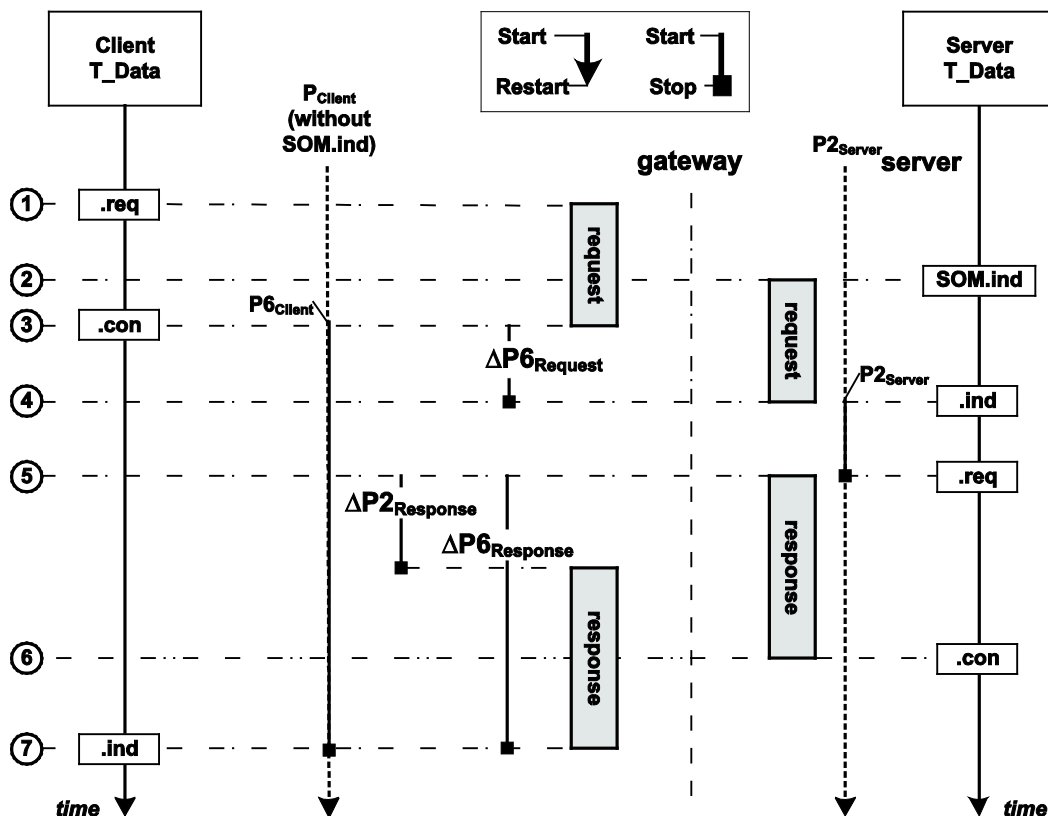 Client
T_Data
Start
Restart
Start
Stop
Server
T_Data
PClient
(without
SOM.ind)
gateway
P2Server
server
1
.req
request
2
SOM.ind
request
P6Client
3
.con
ΔP6Request
P2Server
4
.ind
5
.req
ΔP2Response
ΔP6Response
response
response
6
.con
7
.ind
time
time